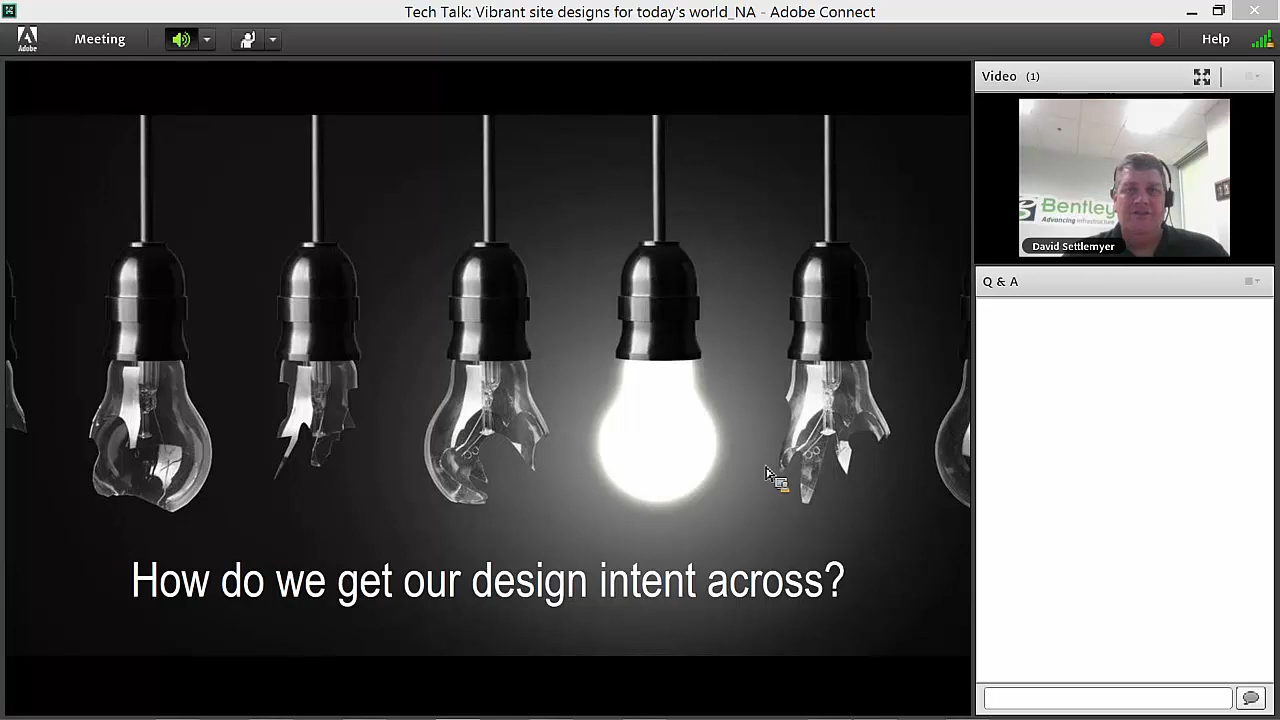 Tech Talk: Vibrant site designs for today's world_NA - Adobe Connect
Adobe
Meeting
Help
Video (1)
Bentley
Advancing Infrastructure
David Settlemyer
Q & A
How do we get our design intent across?